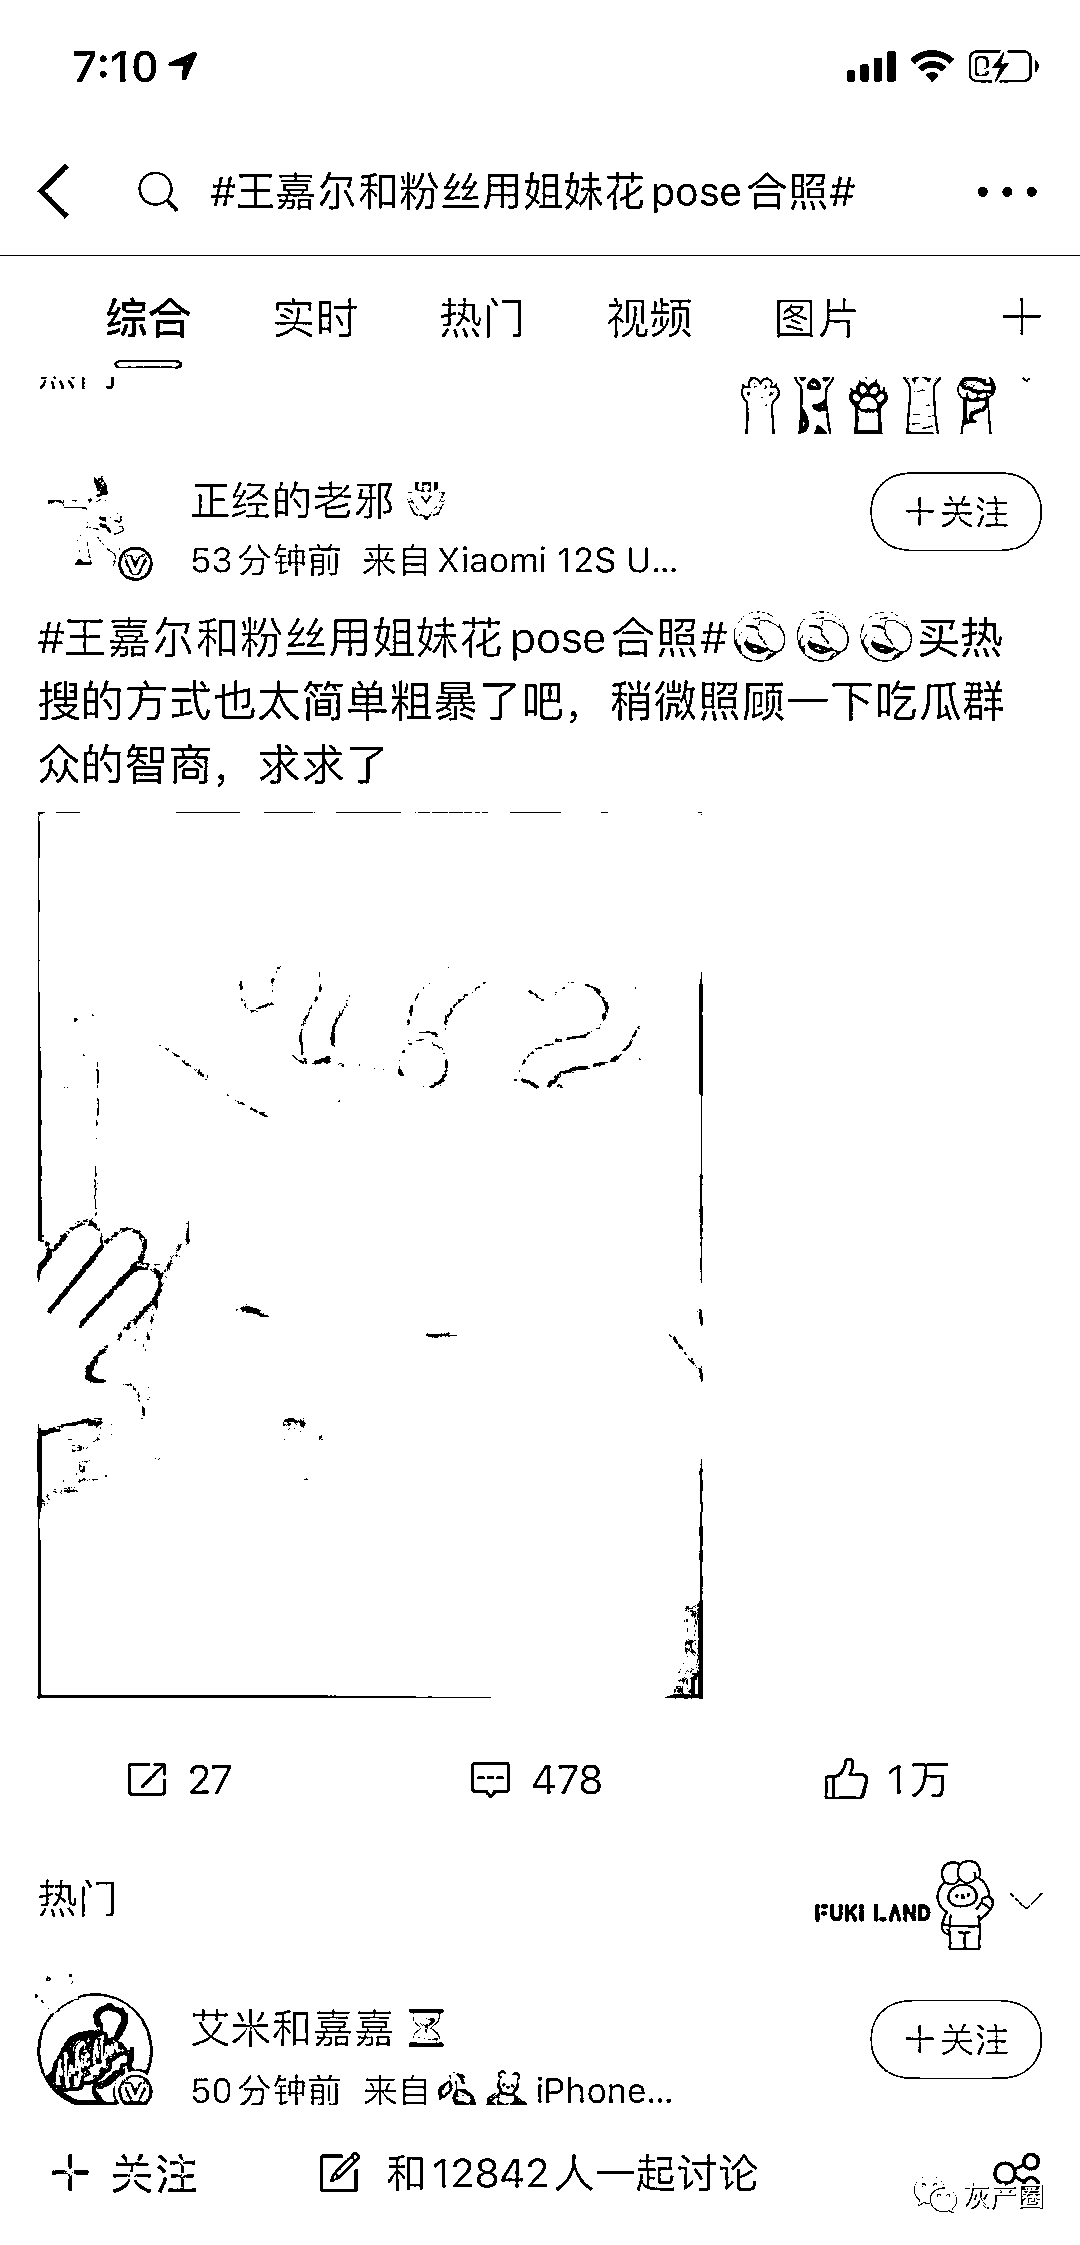 7:10
#王嘉尔和粉丝用姐妹花pose合照#
综合 实时 热门 视频 图片
正经的老邪
+关注
53分钟前 来自Xiaomi 12S U...
#王嘉尔和粉丝用姐妹花pose合照#买热
搜的方式也太简单粗暴了吧，稍微照顾一下吃瓜群
众的智商，求求了
27 478 1万
热门
FUKI LAND
艾米和嘉嘉
+关注
50分钟前 来自 iPhone...
+ 关注 和12842人一起讨论
灰产圈